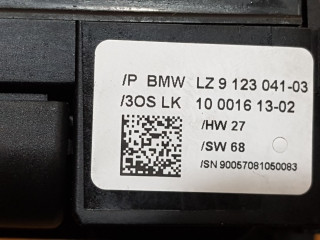 /P BMW LZ 9 123 041-03
/3OS LK 10 0016 13-02
/HW 27
/SW 68
/SN 90057081050083